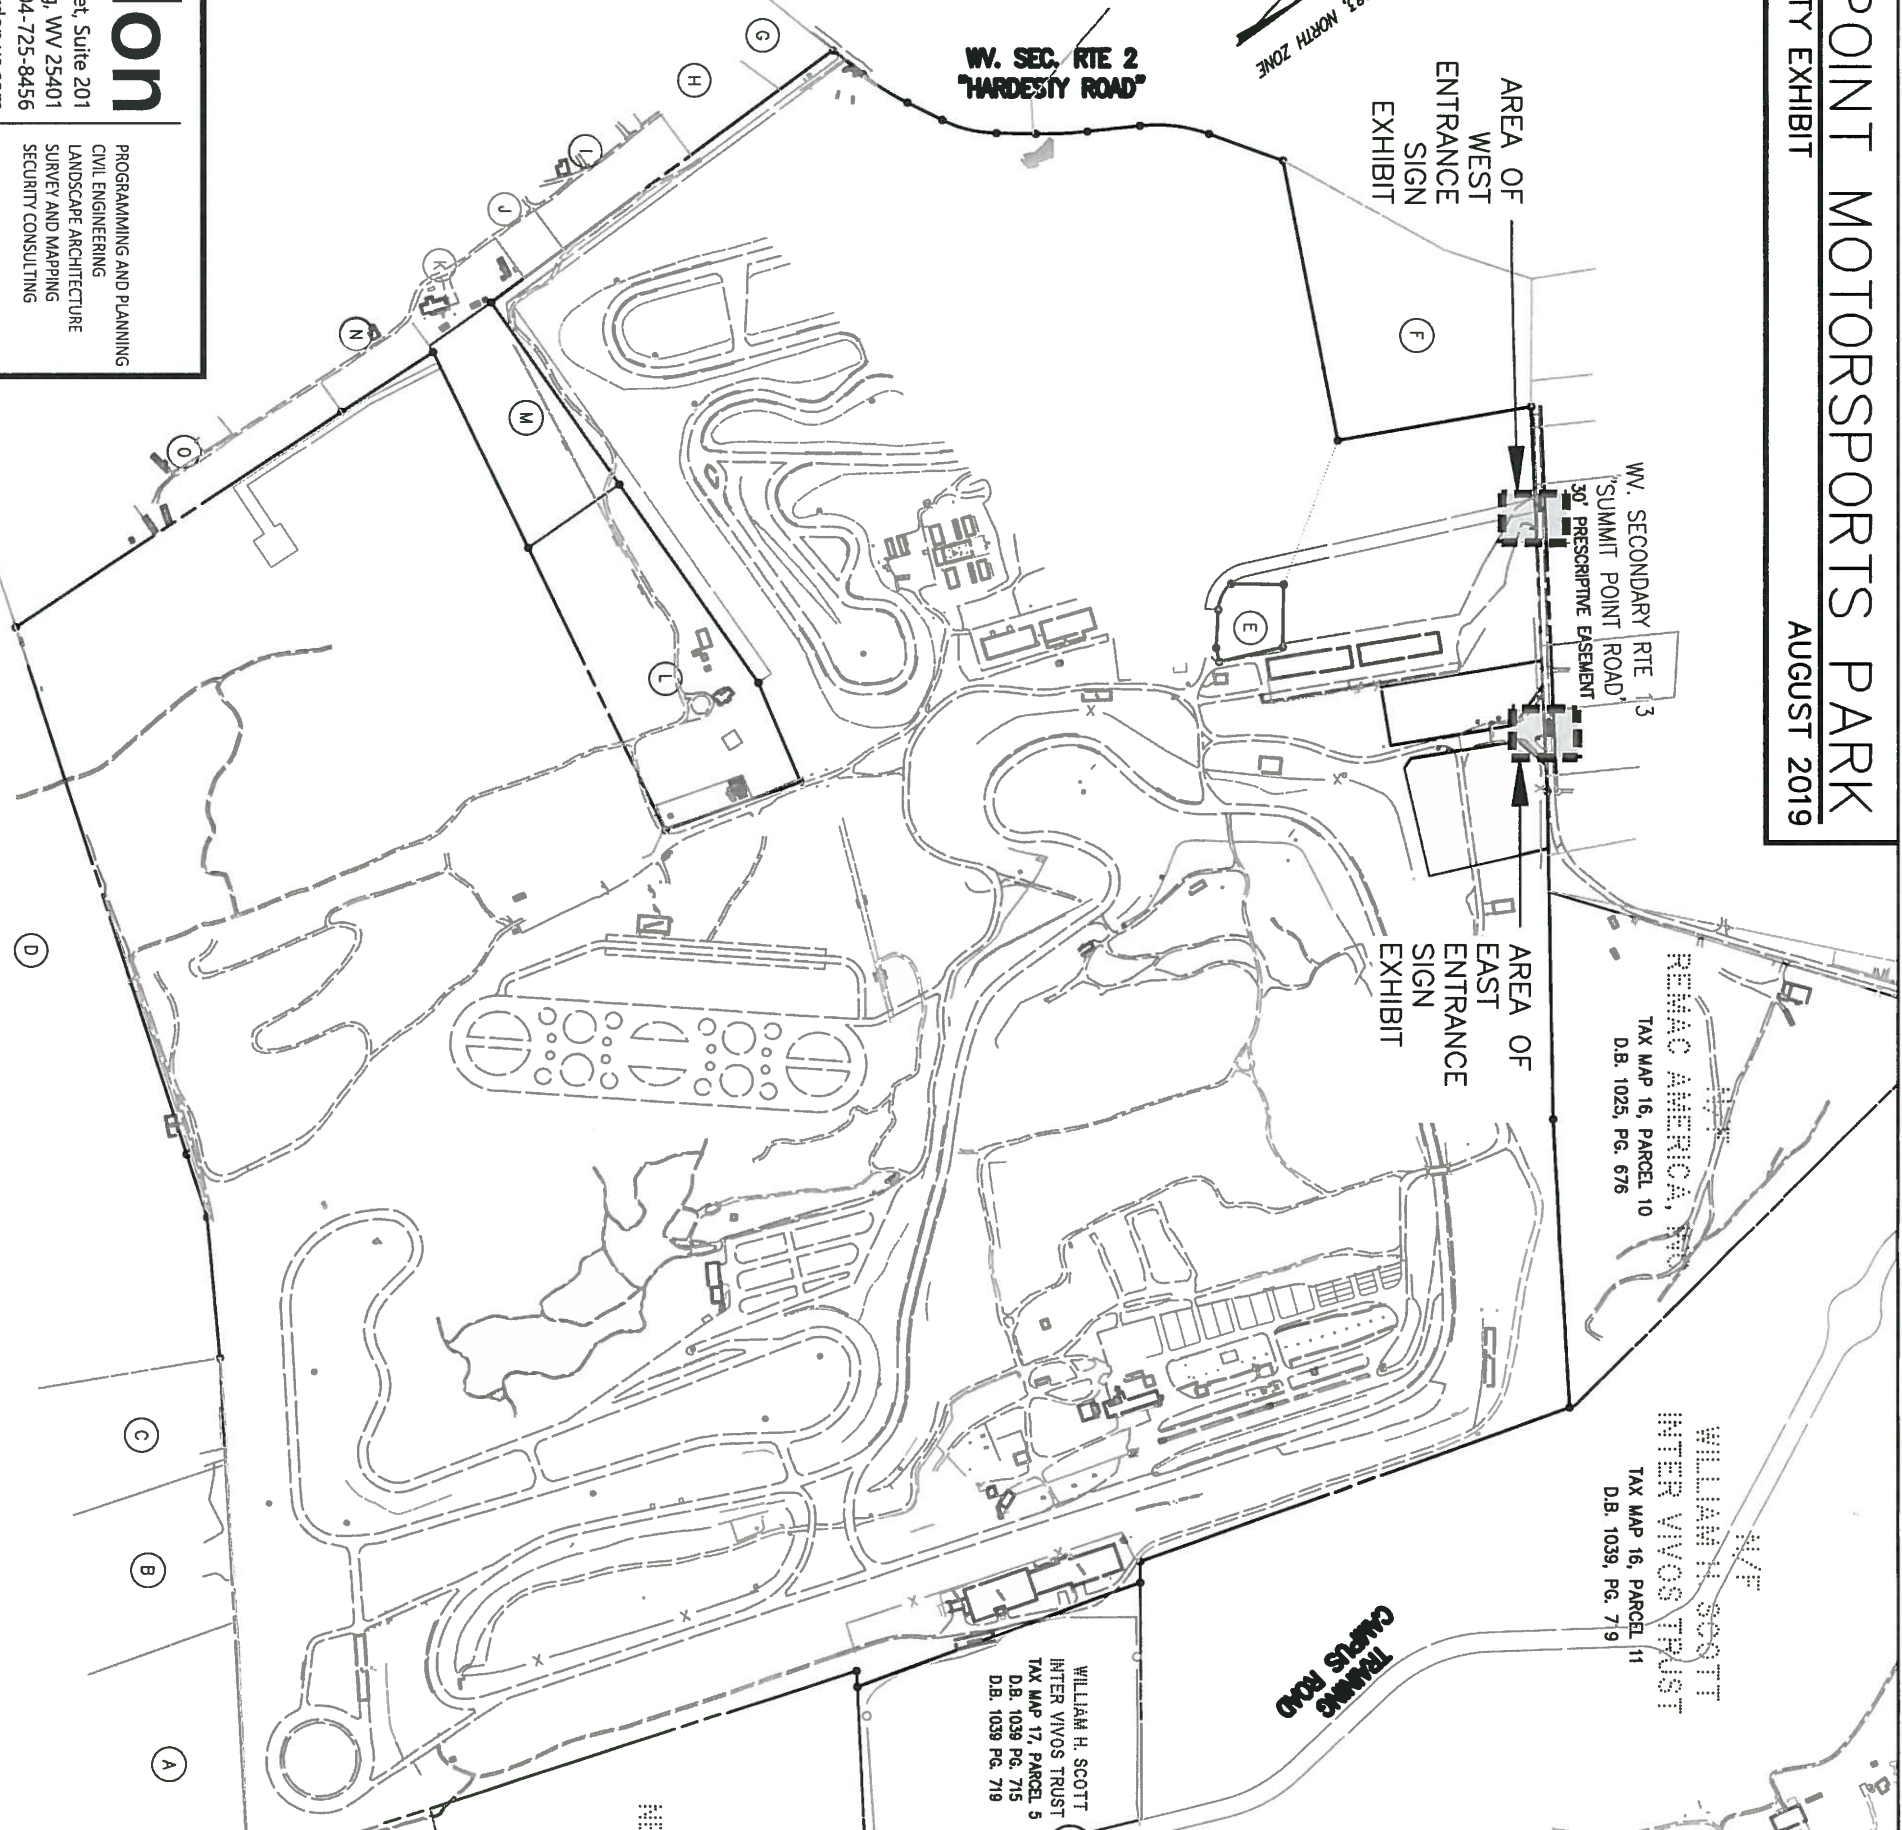 POINT MOTORSPORTS PARK
TY EXHIBIT
AUGUST 2019
NORTH ZONE
WV. SEC. RTE 2
"HARDESTY ROAD"
AREA OF
WEST
ENTRANCE
SIGN
EXHIBIT
WV. SECONDARY RTE 13
"SUMMIT POINT ROAD"
30' PRESCRIPTIVE EASEMENT
AREA OF
EAST
ENTRANCE
SIGN
EXHIBIT
N/F
REMAC AMERICA, INC
TAX MAP 16, PARCEL 10
D.B. 1025, PG. 676
N/F
WILLIAM H SCOTT
INTER VIVOS TRUST
TAX MAP 16, PARCEL 11
D.B. 1039, PG. 719
TRAINING
CAMPUS ROAD
WILLIAM H. SCOTT
INTER VIVOS TRUST
TAX MAP 17, PARCEL 5
D.B. 1039 PG. 715
D.B. 1039 PG. 719
G
H
I
J
K
N
O
M
L
F
E
D
C
B
A
on
et, Suite 201
g, WV 25401
04-725-8456
PROGRAMMING AND PLANNING
CIVIL ENGINEERING
LANDSCAPE ARCHITECTURE
SURVEY AND MAPPING
SECURITY CONSULTING